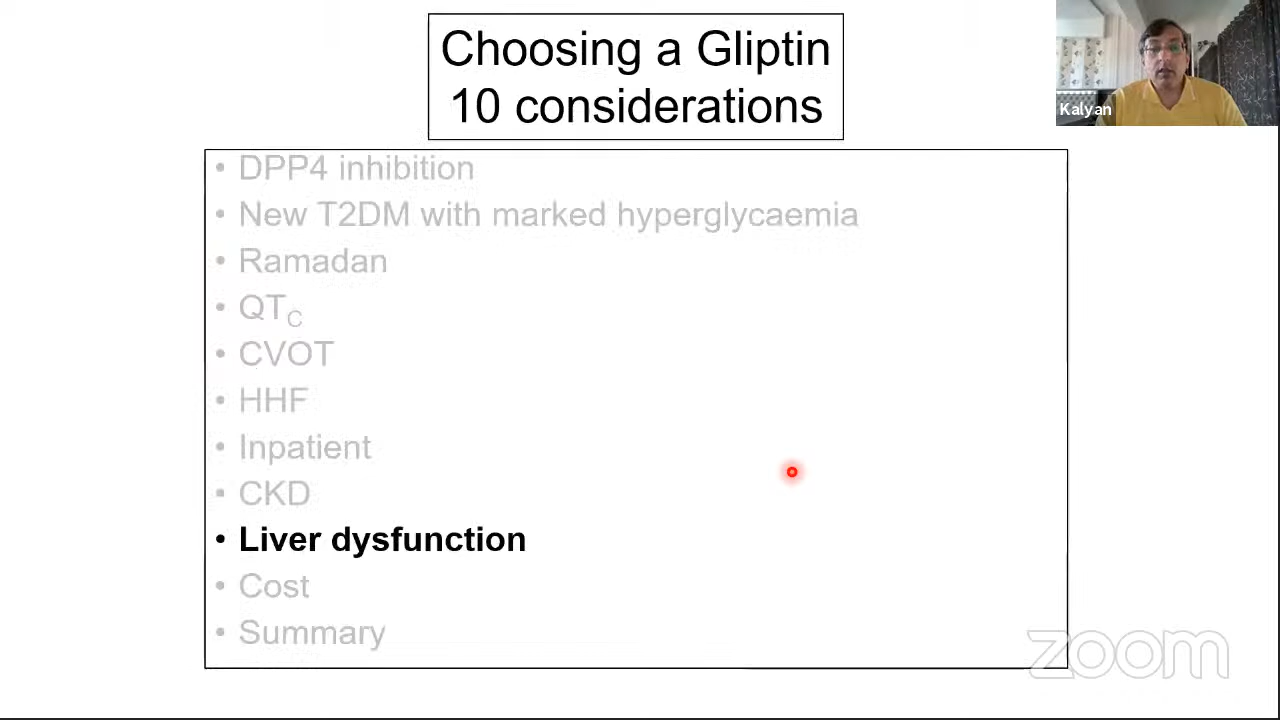 Choosing a Gliptin
10 considerations
Kalyan
• DPP4 inhibition
• New T2DM with marked hyperglycaemia
• Ramadan
• QTC
• CVOT
• HHF
• Inpatient
• CKD
• Liver dysfunction
• Cost
• Summary
zoom